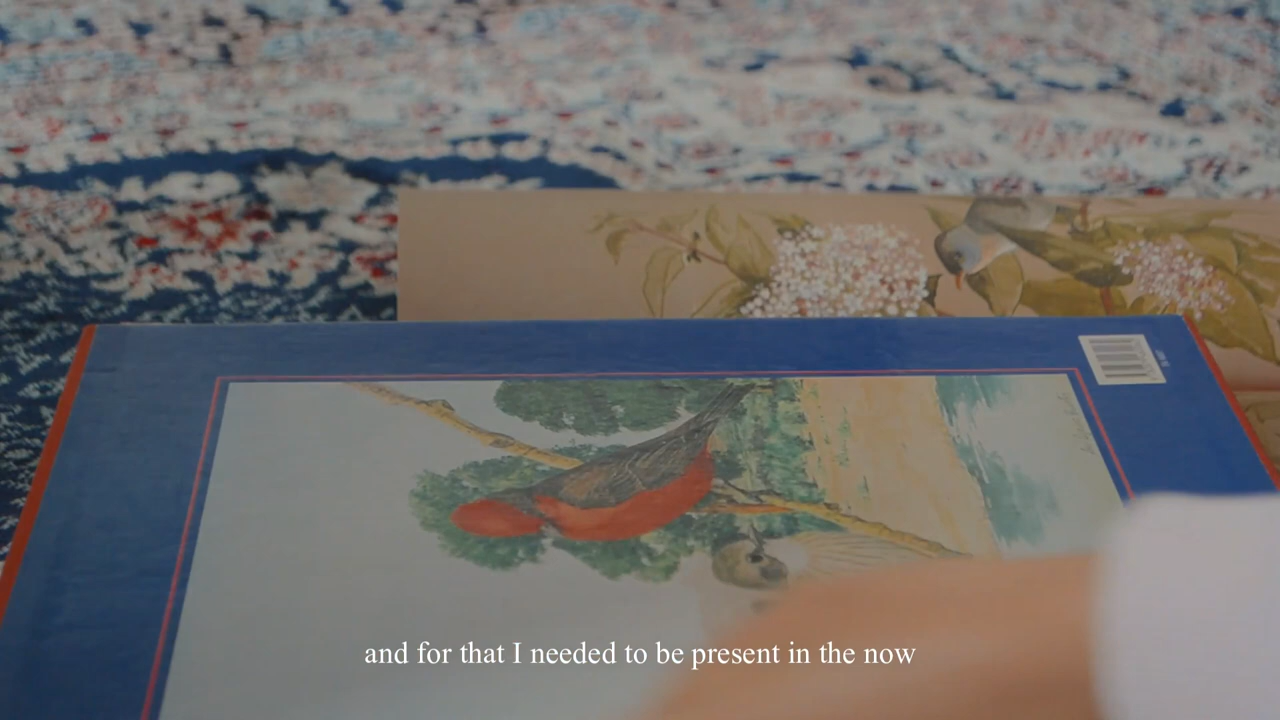 and for that I needed to be present in the now